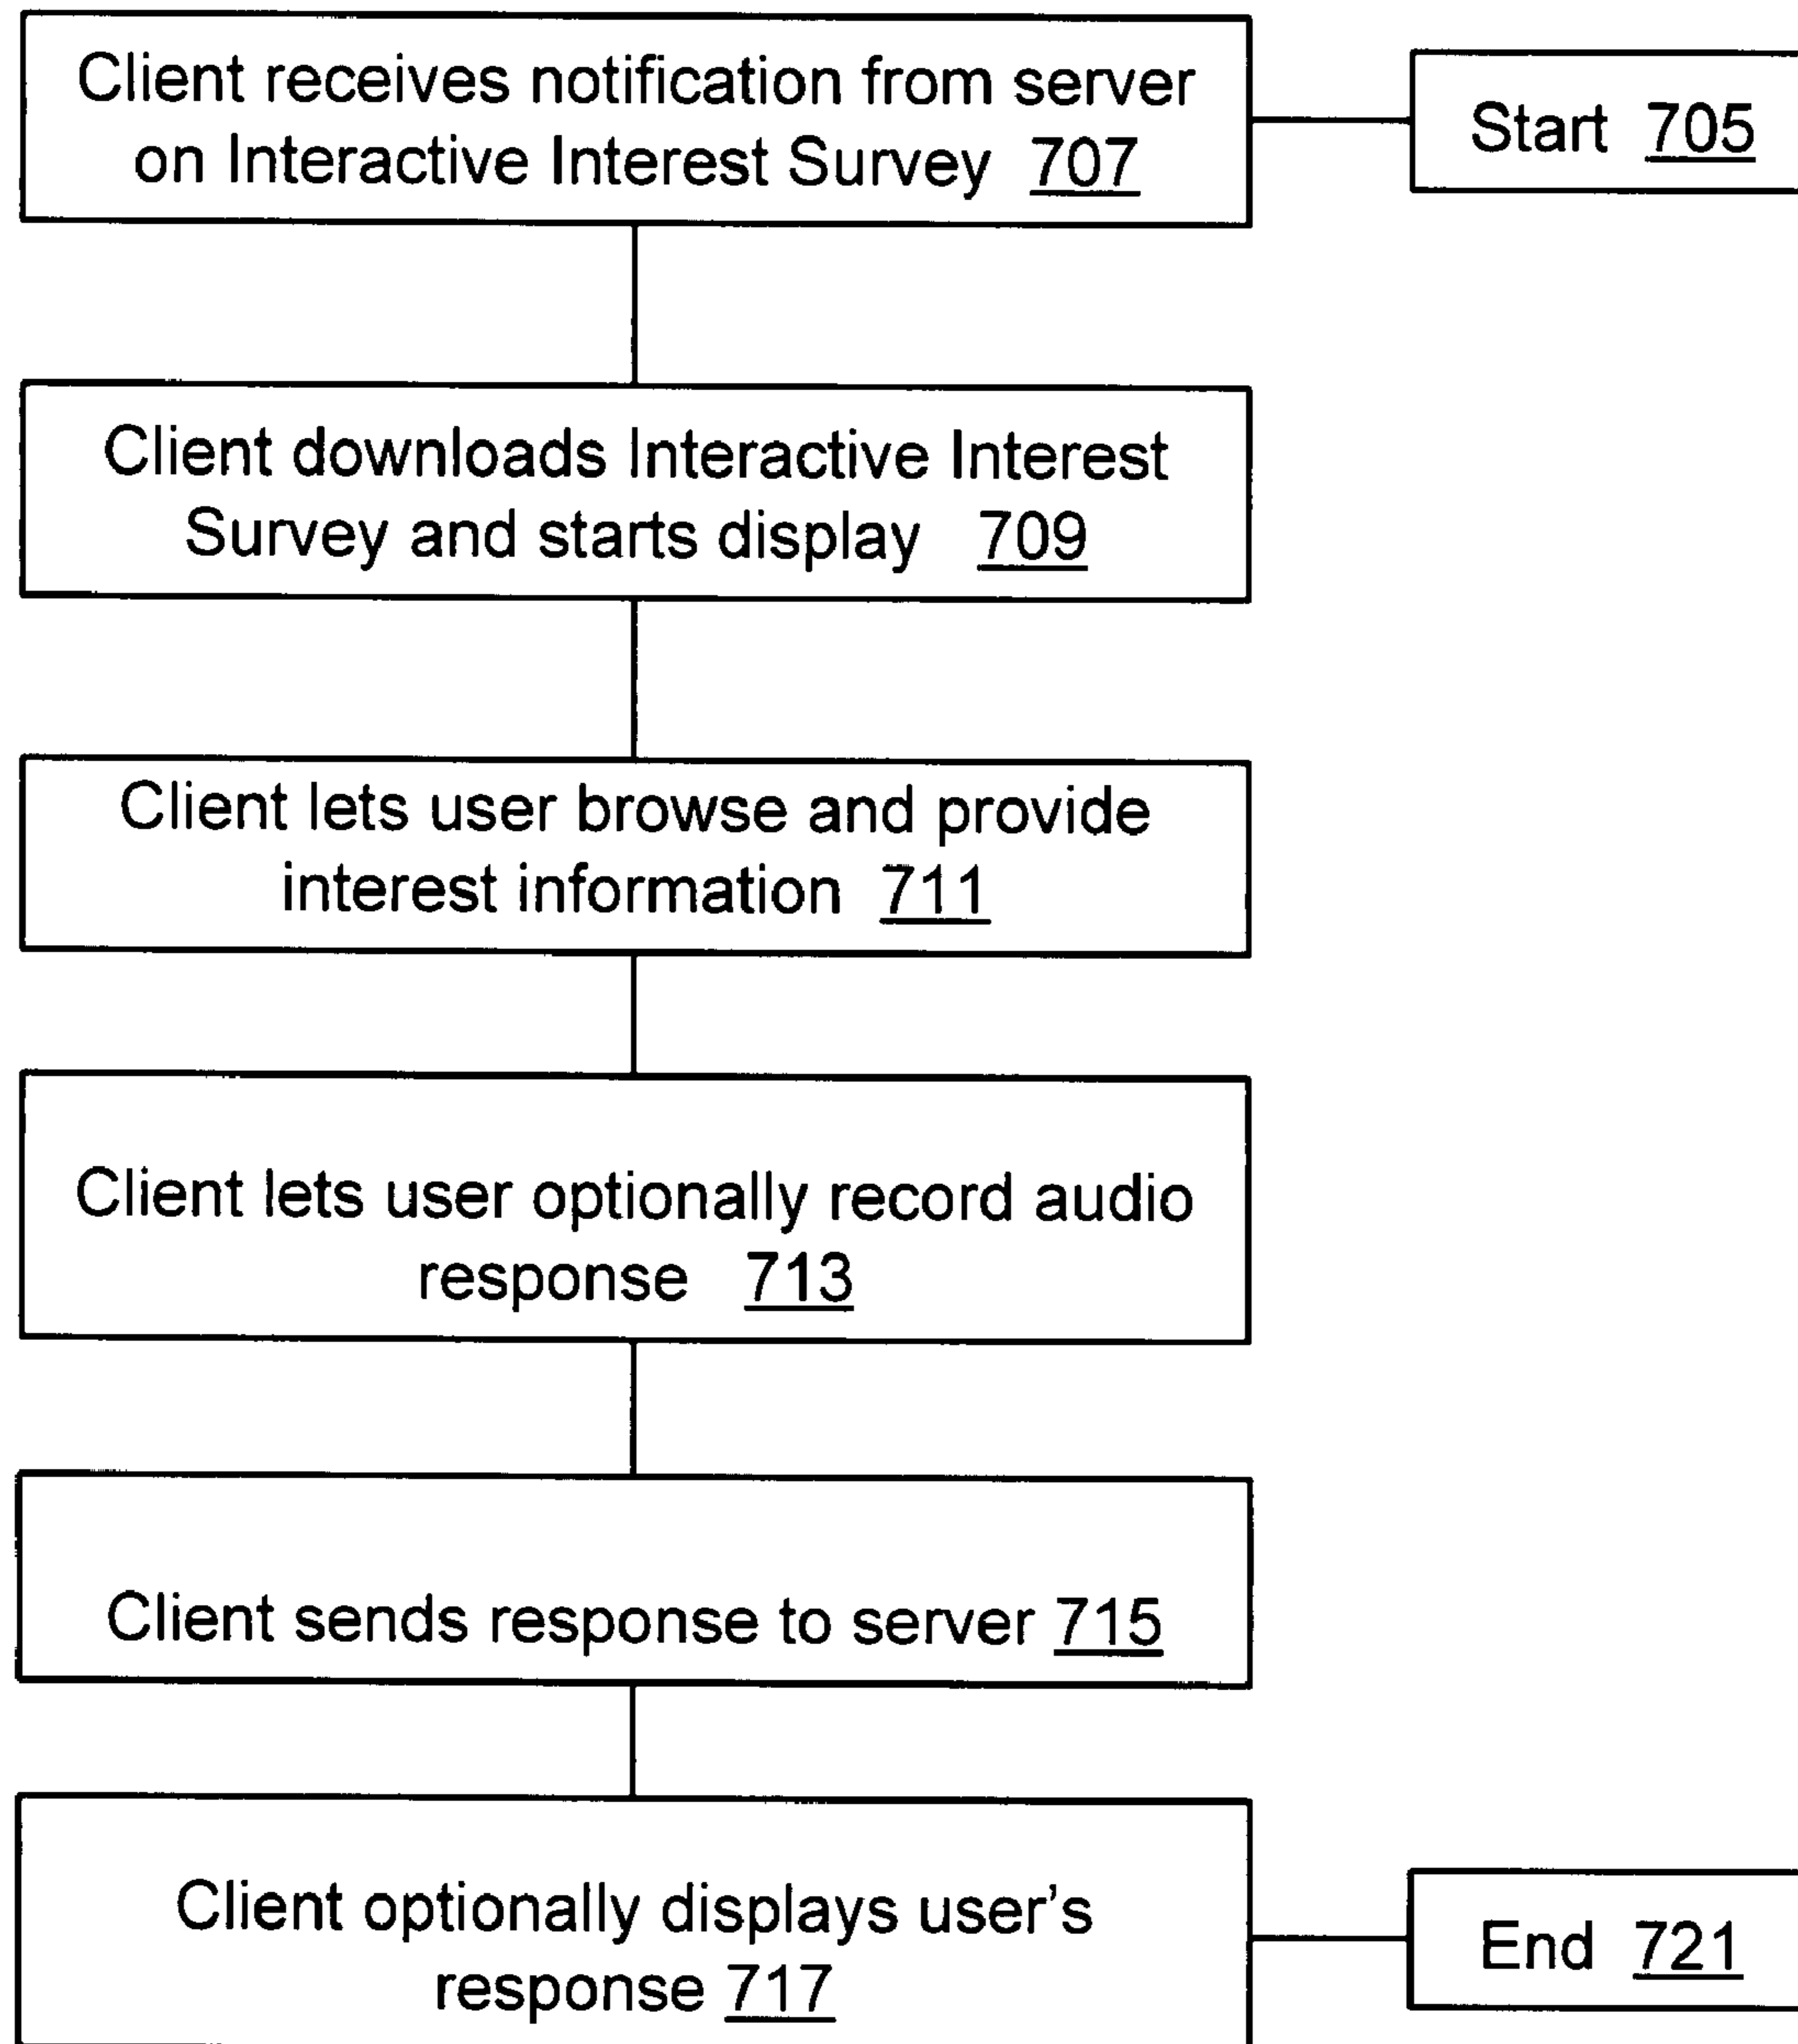 Client receives notification from server
on Interactive Interest Survey 707
Start 705
Client downloads Interactive Interest
Survey and starts display 709
Client lets user browse and provide
interest information 711
Client lets user optionally record audio
response 713
Client sends response to server 715
Client optionally displays user's
response 717
End 721